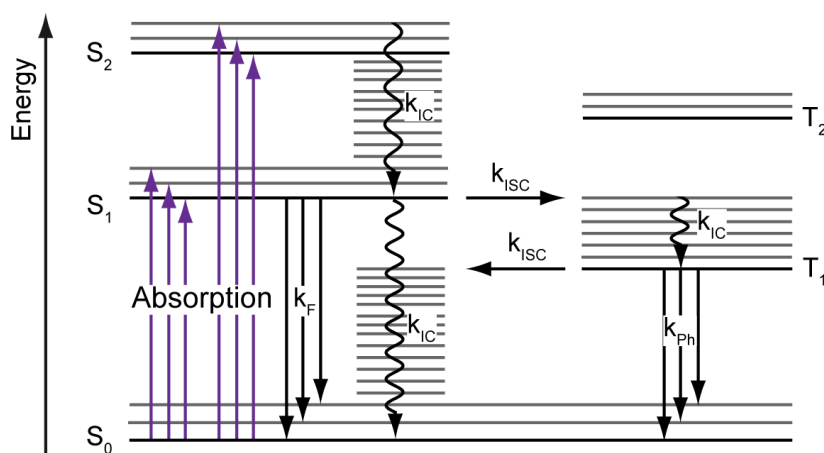 Energy
S2
S1
S0
Absorption
kF
kIC
kIC
kISC
kISC
kIC
kPh
T2
T1